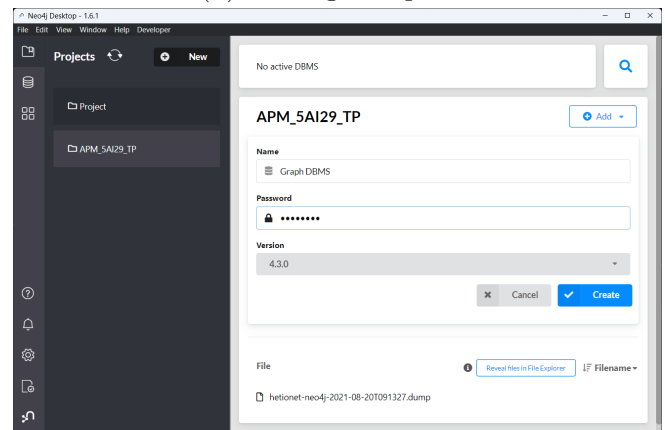 Neo4j Desktop - 1.6.1
File Edit View Window Help Developer
Projects
New
Project
APM_5AI29_TP
No active DBMS
APM_5AI29_TP
Add
Name
Graph DBMS
Password
••••••••
Version
4.3.0
Cancel
Create
File
Reveal files in File Explorer
Filename
hetionet-neo4j-2021-08-20T091327.dump